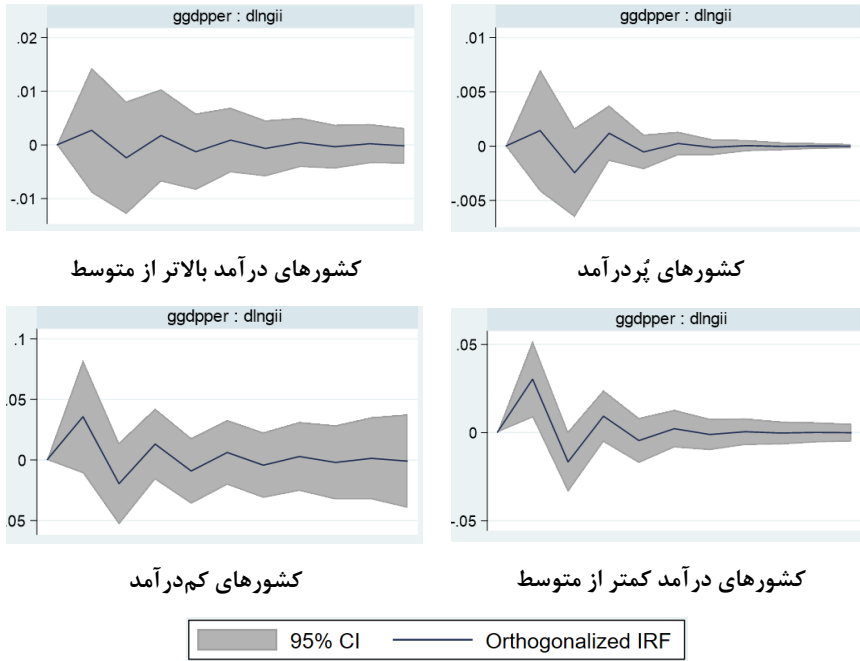 ggdpper : dlngii
.02
.01
0
-.01
کشورهای درآمد بالاتر از متوسط
ggdpper : dlngii
.01
.005
0
-.005
کشورهای پُردرآمد
ggdpper : dlngii
.1
.05
0
.05
کشورهای کم‌درآمد
ggdpper : dlngii
.05
0
-.05
کشورهای درآمد کمتر از متوسط
95% CI
Orthogonalized IRF